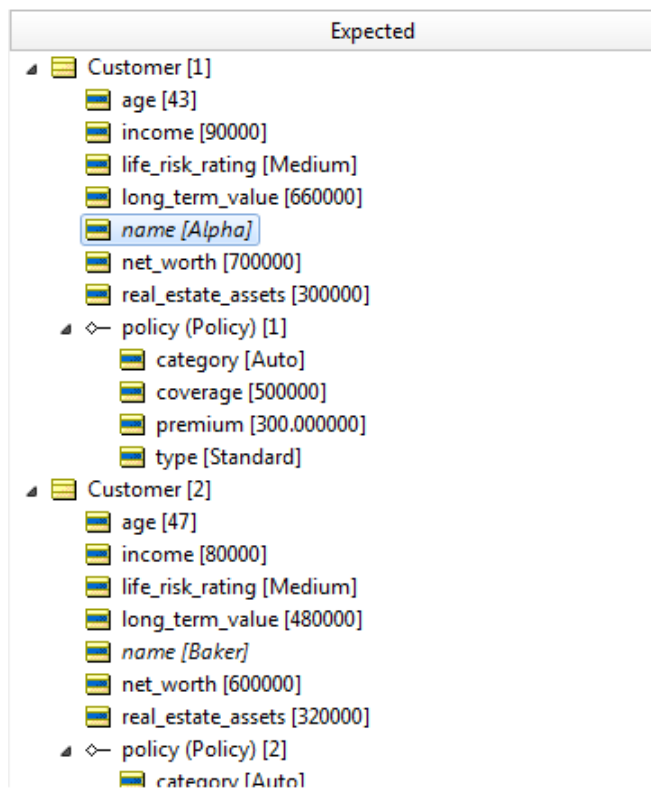 Expected
Customer [1]
age [43]
income [90000]
life_risk_rating [Medium]
long_term_value [660000]
name [Alpha]
net_worth [700000]
real_estate_assets [300000]
policy (Policy) [1]
category [Auto]
coverage [500000]
premium [300.000000]
type [Standard]
Customer [2]
age [47]
income [80000]
life_risk_rating [Medium]
long_term_value [480000]
name [Baker]
net_worth [600000]
real_estate_assets [320000]
policy (Policy) [2]
category [Auto]